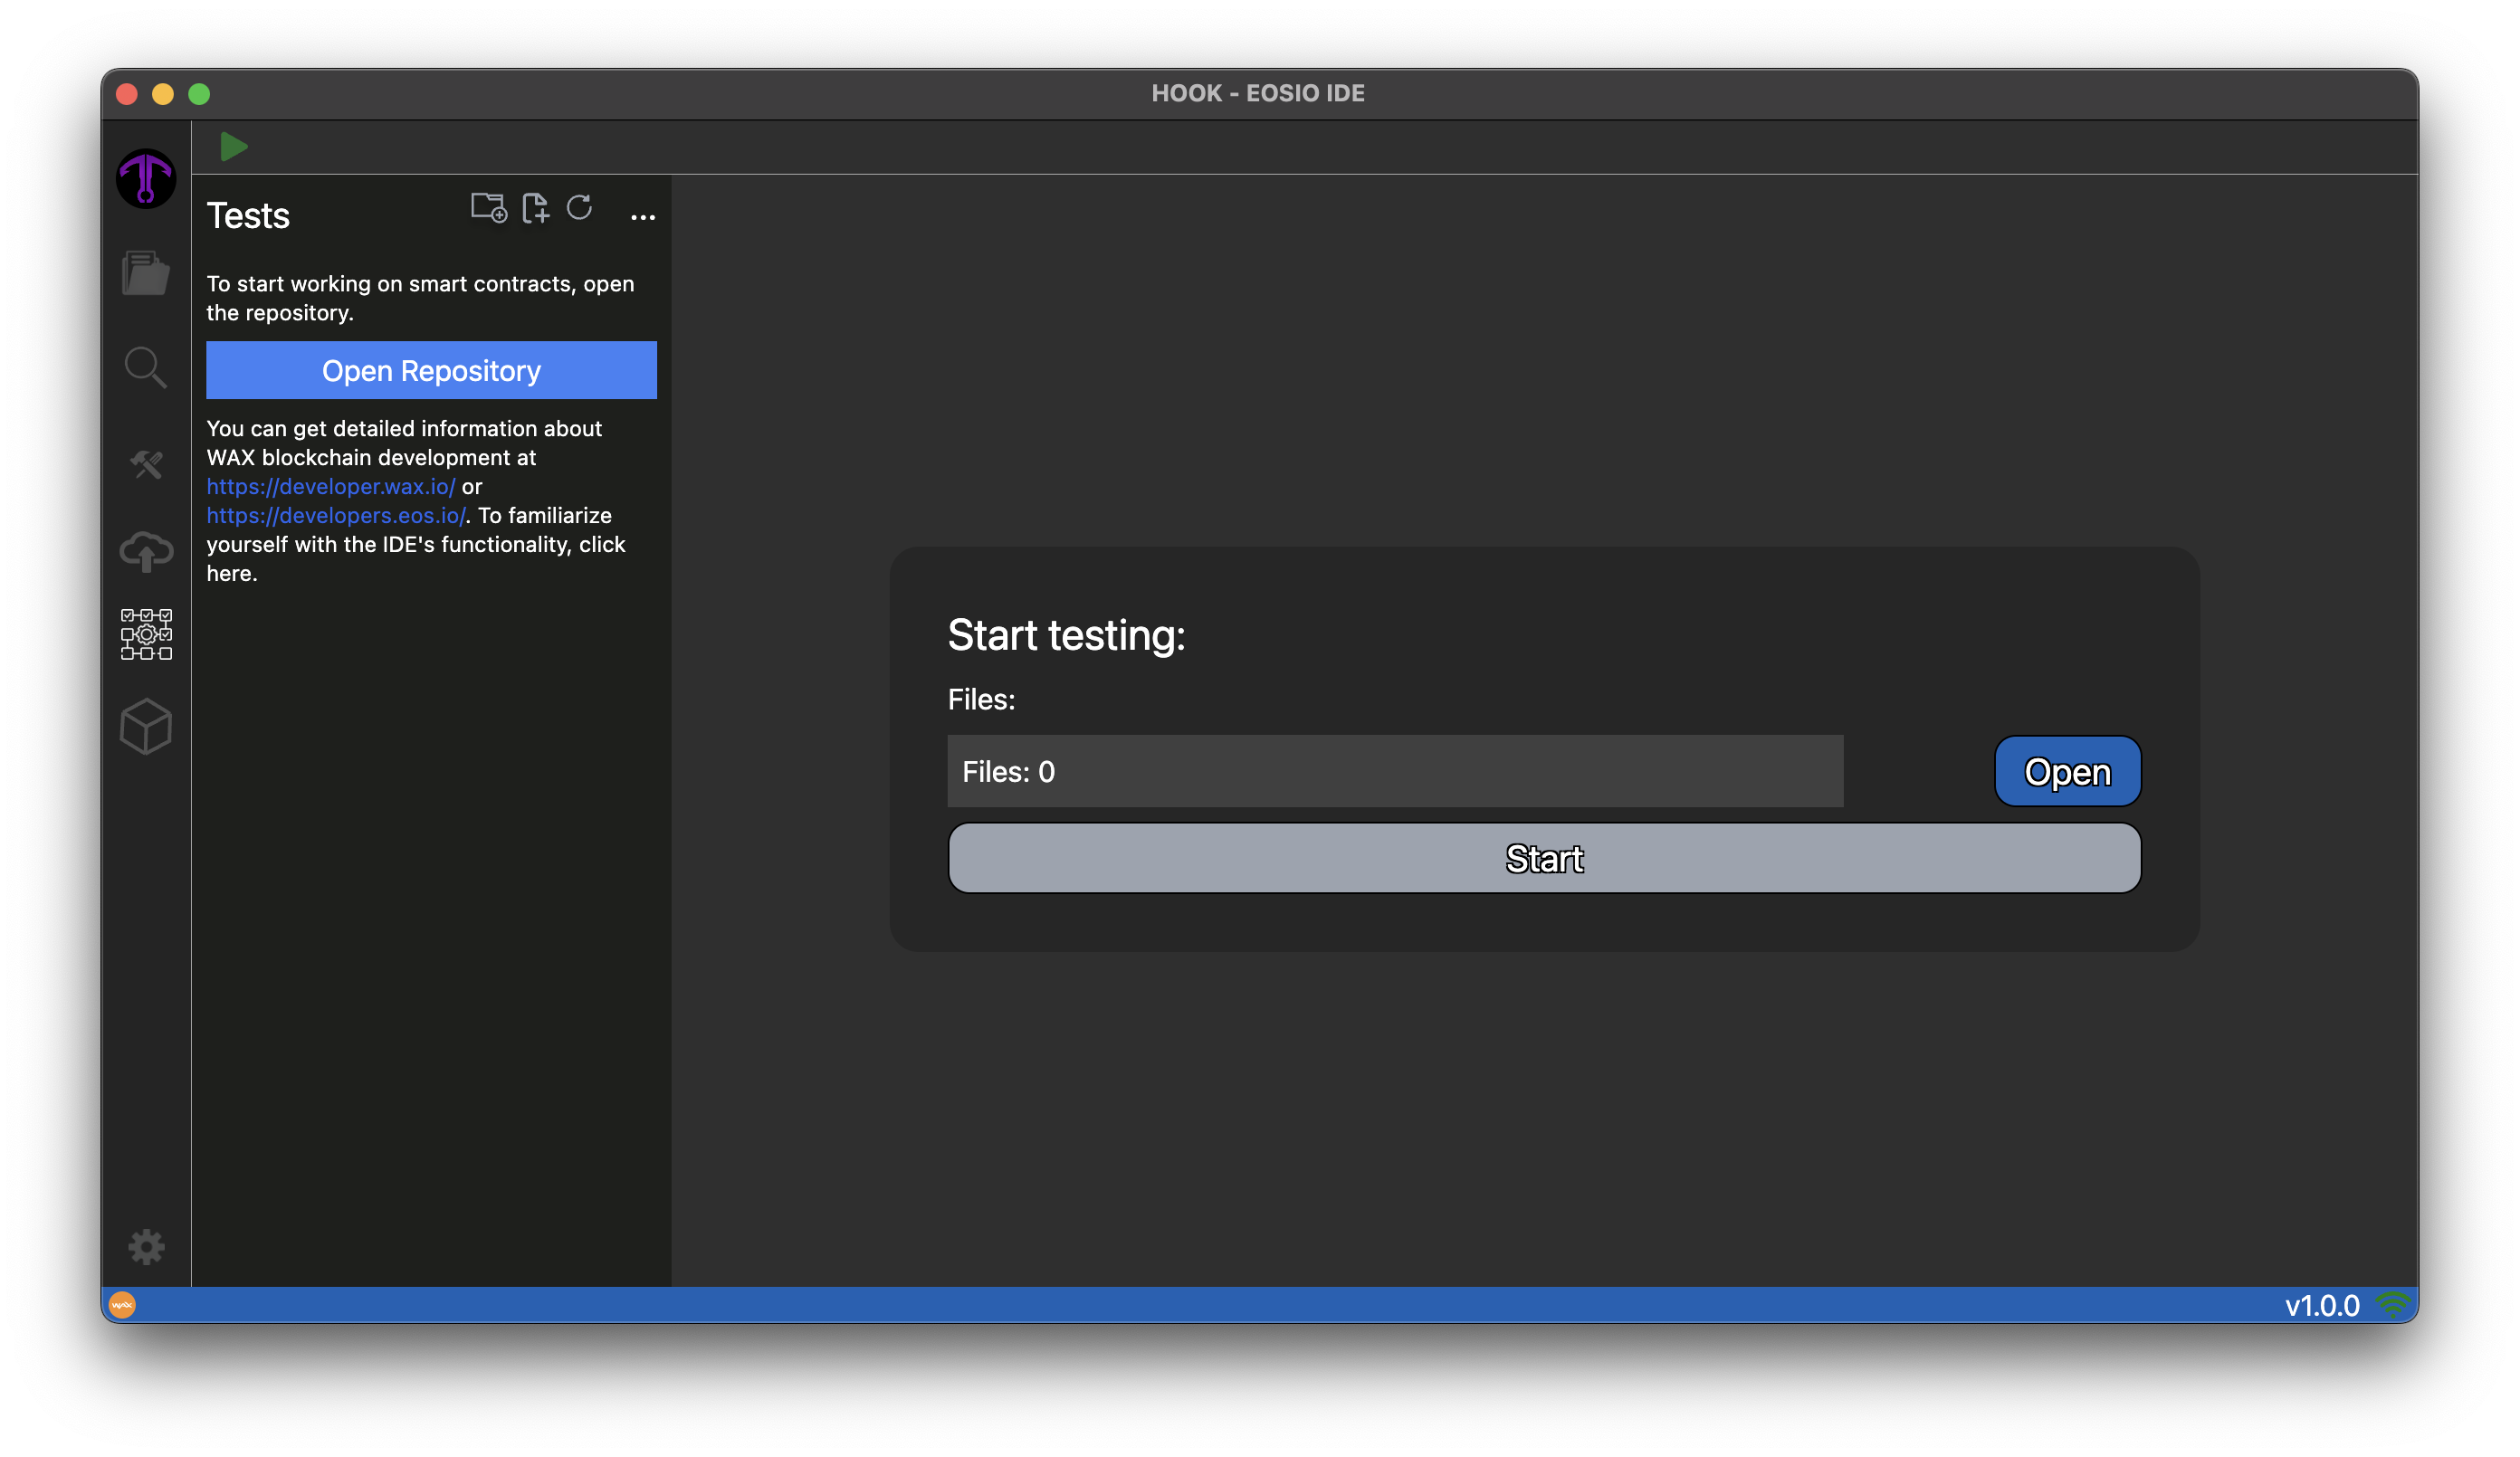 HOOK - EOSIO IDE
Tests
...
To start working on smart contracts, open
the repository.
Open Repository
You can get detailed information about
WAX blockchain development at
https://developer.wax.io/ or
https://developers.eos.io/. To familiarize
yourself with the IDE's functionality, click
here.
Start testing:
Files:
Files: 0
Open
Start
WAX
v1.0.0